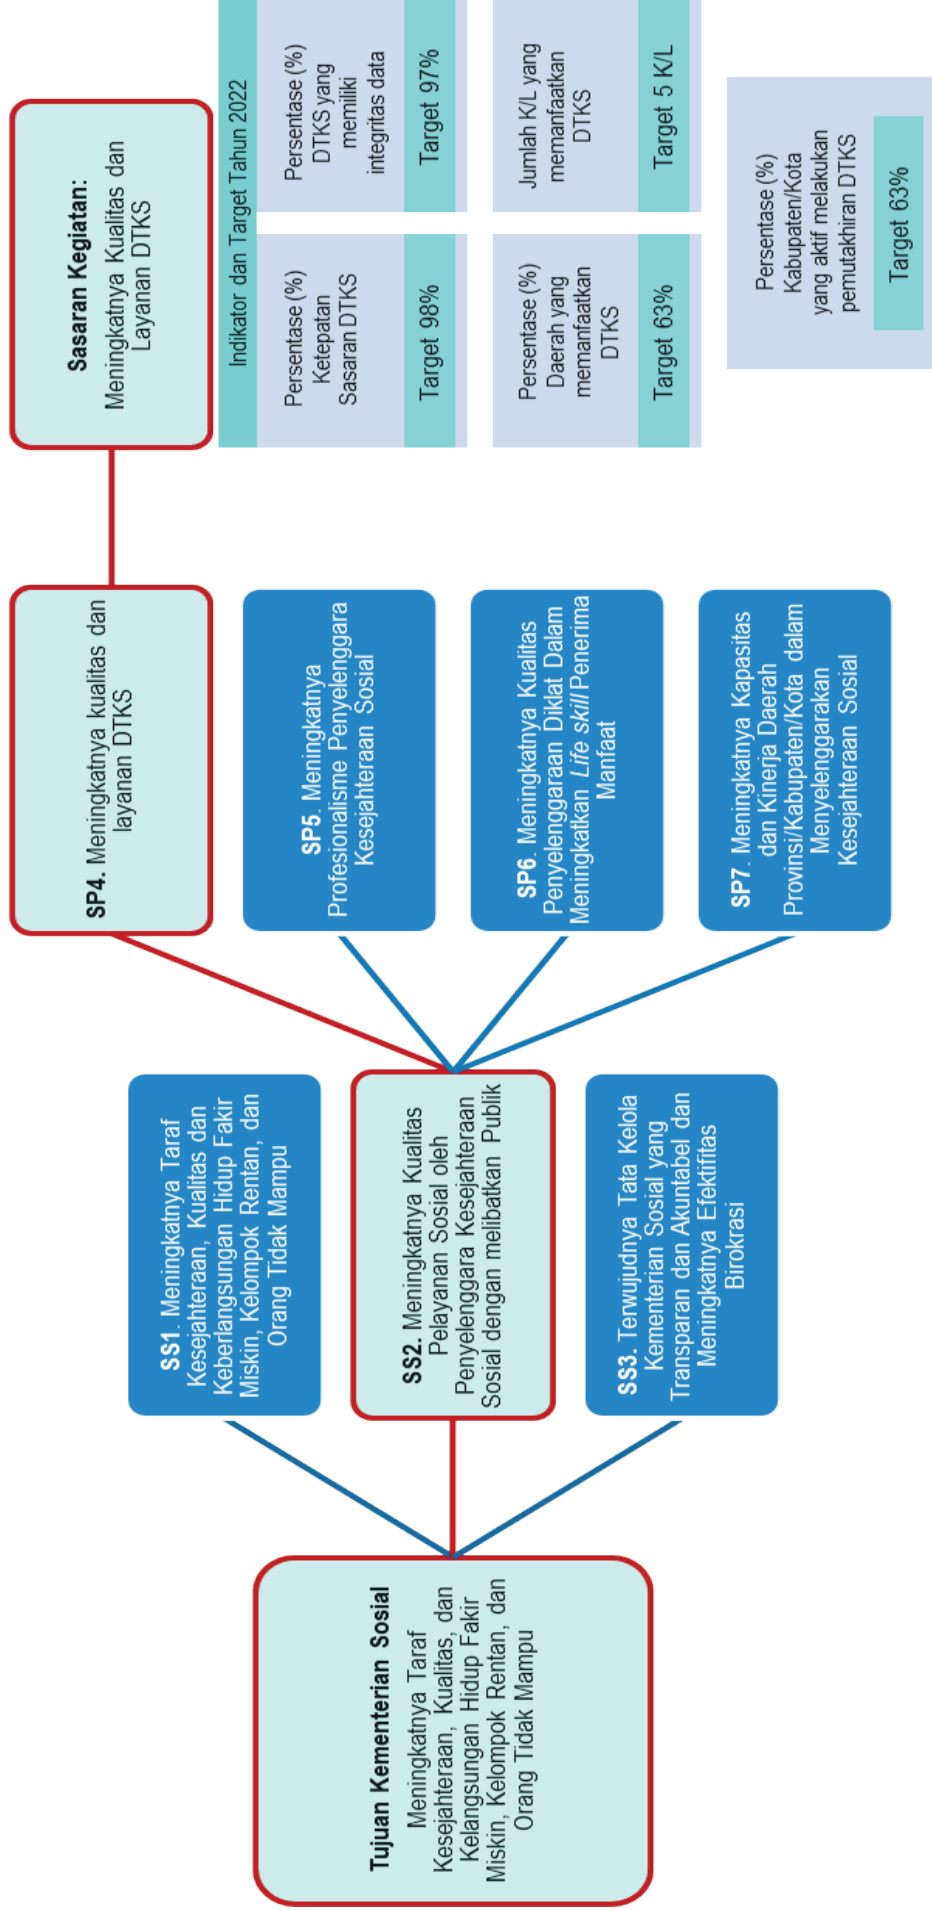 Tujuan Kementerian Sosial
Meningkatnya Taraf
Kesejahteraan, Kualitas, dan
Kelangsungan Hidup Fakir
Miskin, Kelompok Rentan, dan
Orang Tidak Mampu
SS1. Meningkatnya Taraf
Kesejahteraan, Kualitas dan
Keberlangsungan Hidup Fakir
Miskin, Kelompok Rentan, dan
Orang Tidak Mampu
SS2. Meningkatnya Kualitas
Pelayanan Sosial oleh
Penyelenggara Kesejahteraan
Sosial dengan melibatkan Publik
SS3. Terwujudnya Tata Kelola
Kementerian Sosial yang
Transparan dan Akuntabel dan
Meningkatnya Efektifitas
Birokrasi
SP4. Meningkatnya kualitas dan
layanan DTKS
SP5. Meningkatnya
Profesionalisme Penyelenggara
Kesejahteraan Sosial
SP6. Meningkatnya Kualitas
Penyelenggaraan Diklat Dalam
Meningkatkan Life skill Penerima
Manfaat
SP7. Meningkatnya Kapasitas
dan Kinerja Daerah
Provinsi/Kabupaten/Kota dalam
Menyelenggarakan
Kesejahteraan Sosial
Sasaran Kegiatan:
Meningkatnya Kualitas dan
Layanan DTKS
Indikator dan Target Tahun 2022
Persentase (%)
Ketepatan
Sasaran DTKS
Target 98%
Persentase (%)
DTKS yang
memiliki
integritas data
Target 97%
Persentase (%)
Daerah yang
memanfaatkan
DTKS
Target 63%
Jumlah K/L yang
memanfaatkan
DTKS
Target 5 K/L
Persentase (%)
Kabupaten/Kota
yang aktif melakukan
pemutakhiran DTKS
Target 63%